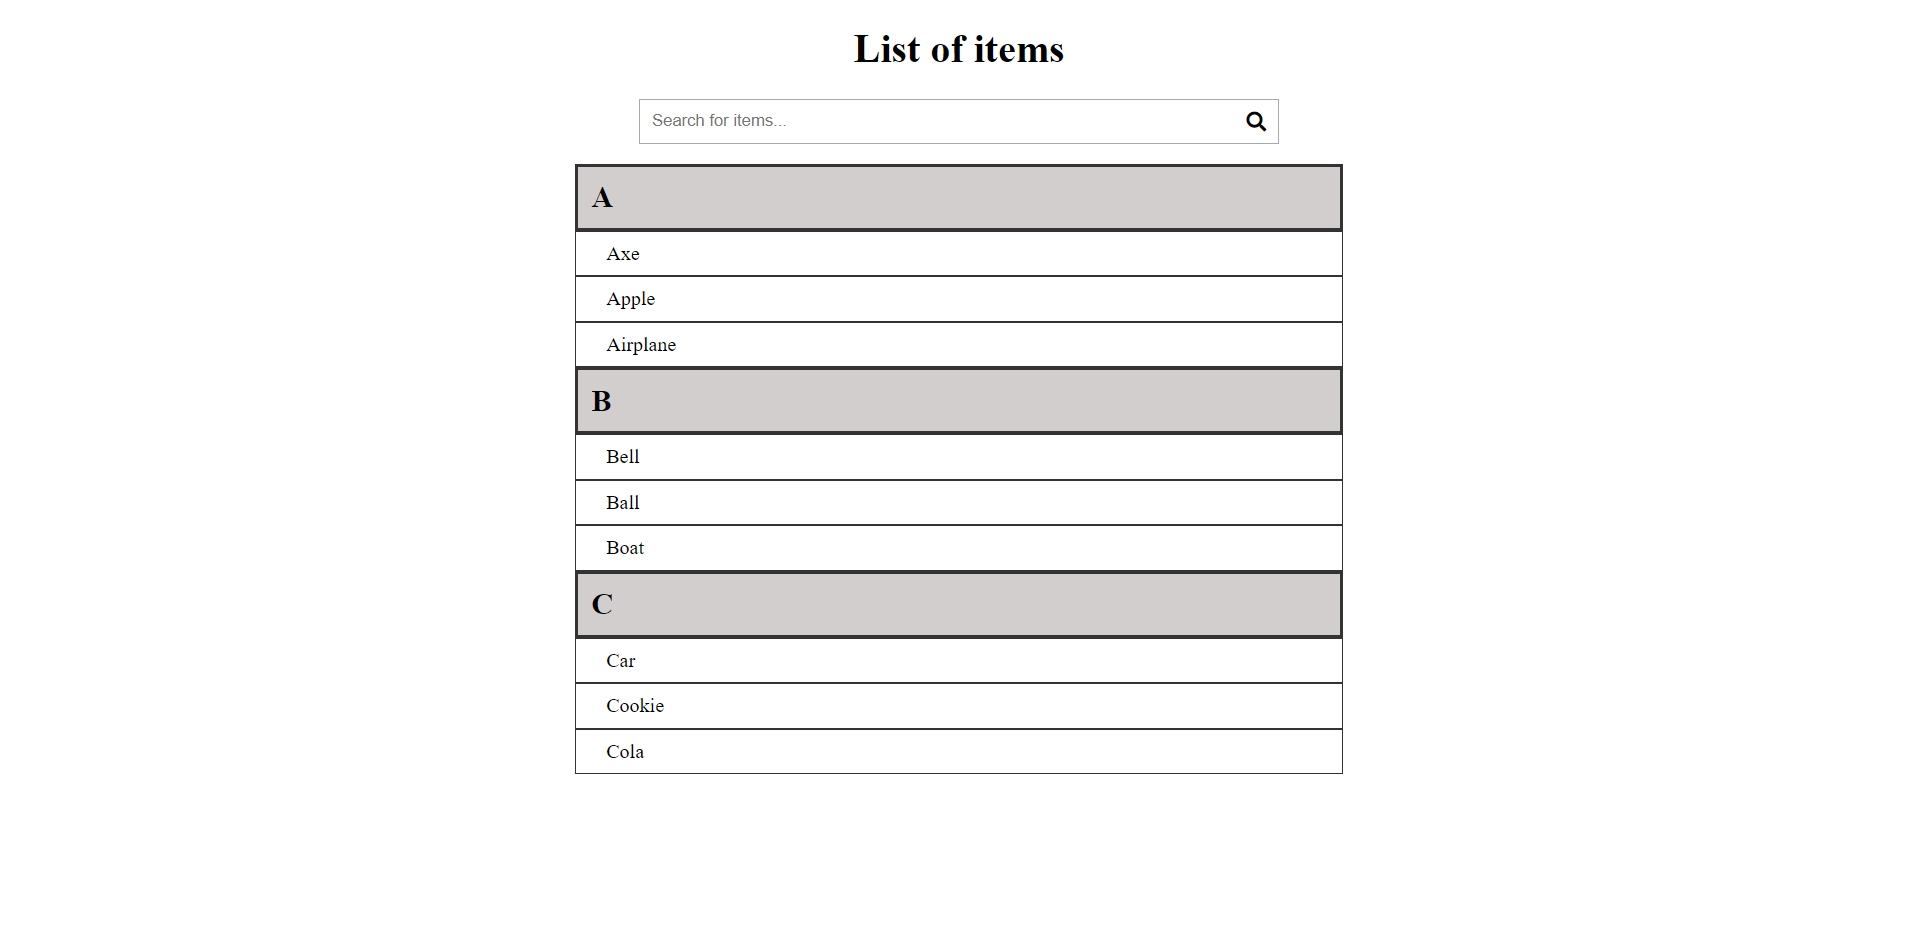 List of items
Search for items...
A
Axe
Apple
Airplane
B
Bell
Ball
Boat
C
Car
Cookie
Cola